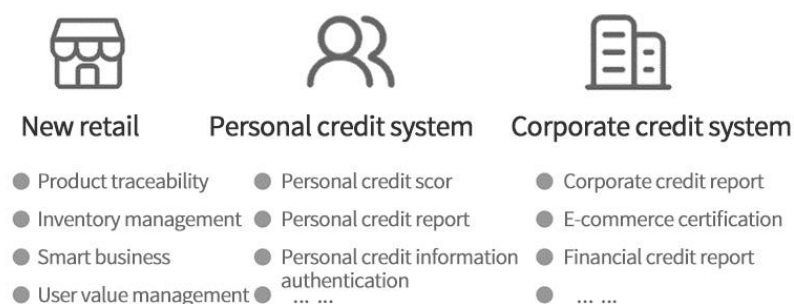 New retail
Product traceability
Inventory management
Smart business
User value management
Personal credit system
Personal credit scor
Personal credit report
Personal credit information
authentication
... ...
Corporate credit system
Corporate credit report
E-commerce certification
Financial credit report
... ...